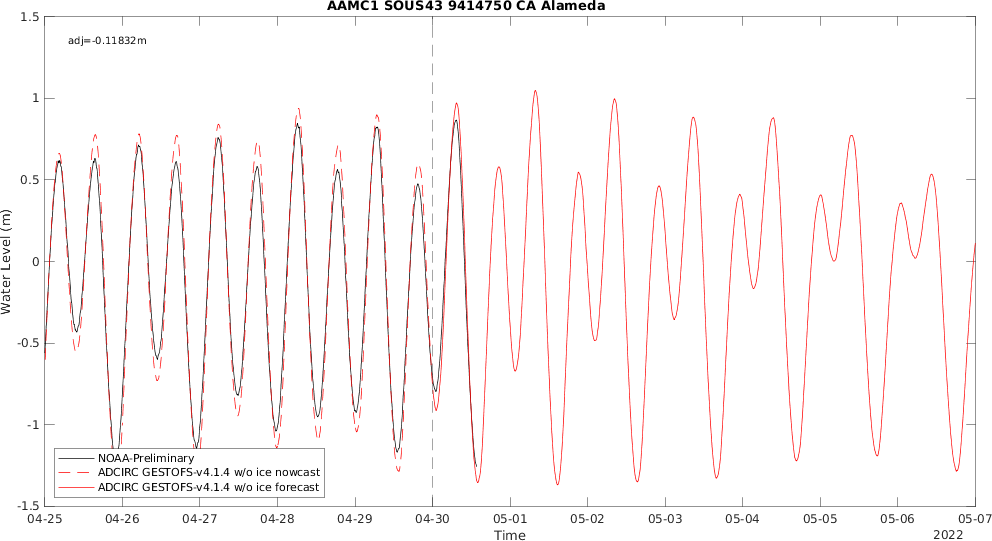 AAMC1 SOUS43 9414750 CA Alameda
adj=-0.11832m
1.5
1
0.5
0
-0.5
-1
-1.5
Water Level (m)
NOAA-Preliminary
ADCIRC GESTOFS-v4.1.4 w/o ice nowcast
ADCIRC GESTOFS-v4.1.4 w/o ice forecast
04-25 04-26 04-27 04-28 04-29 04-30 05-01 05-02 05-03 05-04 05-05 05-06 05-07
Time
2022